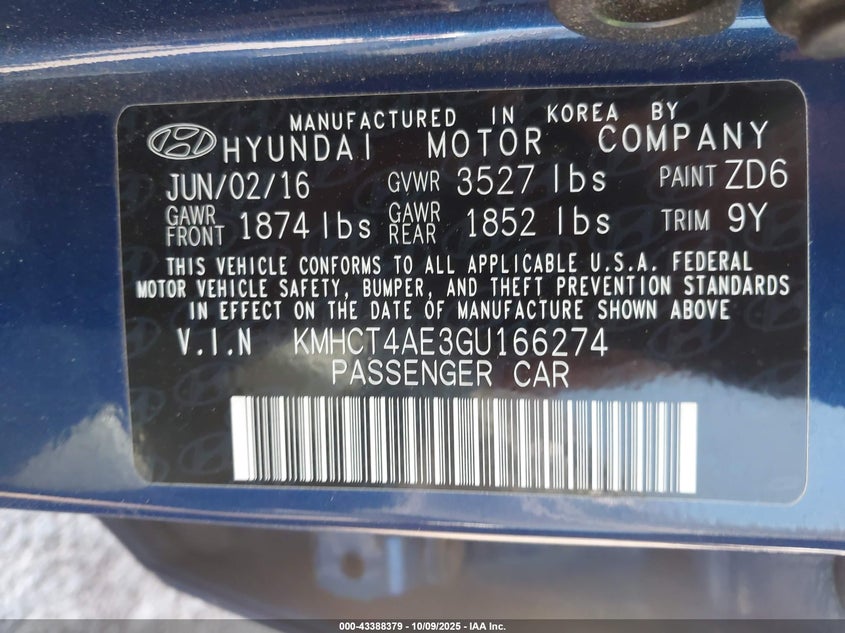 MANUFACTURED IN KOREA BY
HYUNDAI MOTOR COMPANY
JUN/02/16 GVWR 3527 lbs PAINT ZD6
GAWR FRONT 1874 lbs GAWR REAR 1852 lbs TRIM 9Y
THIS VEHICLE CONFORMS TO ALL APPLICABLE U.S.A. FEDERAL
MOTOR VEHICLE SAFETY, BUMPER, AND THEFT PREVENTION STANDARDS
IN EFFECT ON THE DATE OF MANUFACTURE SHOWN ABOVE
V.I.N KMHCT4AE3GU166274
PASSENGER CAR
000-43388379 - 10/09/2025 - IAA Inc.